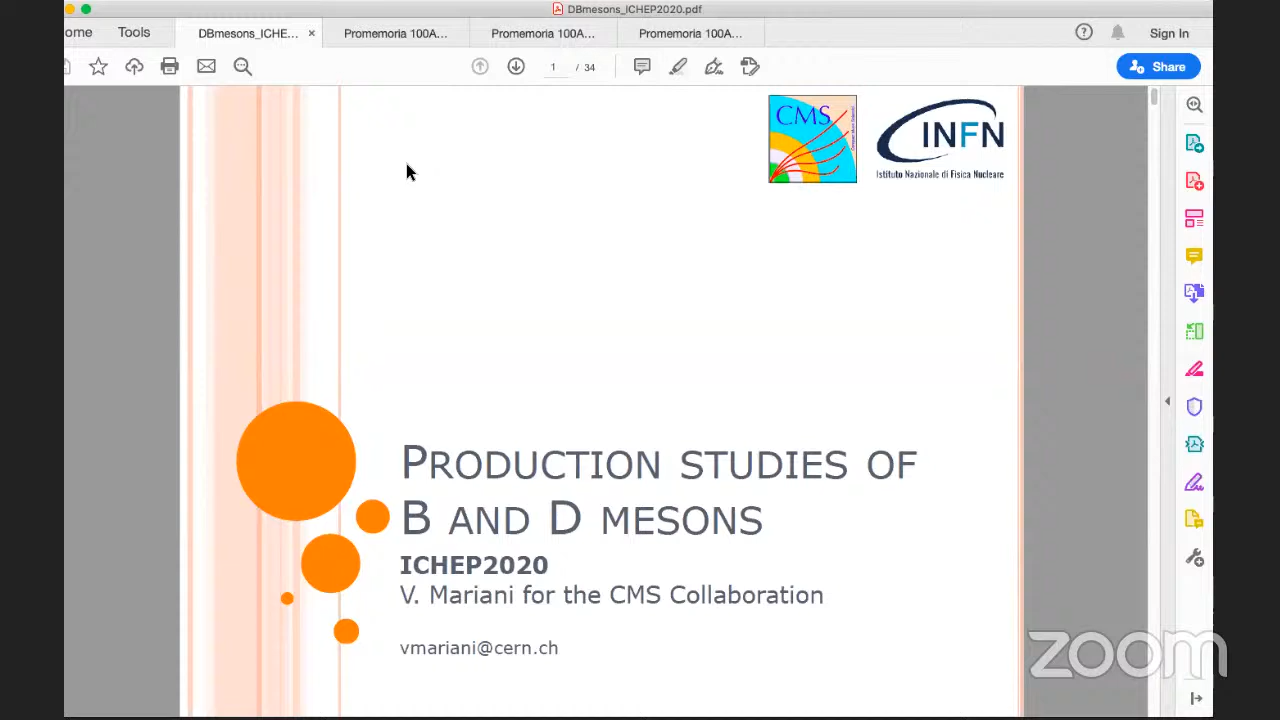 DBmesons_ICHEP2020.pdf
ome
Tools
DBmesons_ICHE... ×
Promemoria 100A...
Promemoria 100A...
Promemoria 100A...
Sign In
1 / 34
Share
CMS
INFN
Istituto Nazionale di Fisica Nucleare
PRODUCTION STUDIES OF
B AND D MESONS
ICHEP2020
V. Mariani for the CMS Collaboration
vmariani@cern.ch
zoom